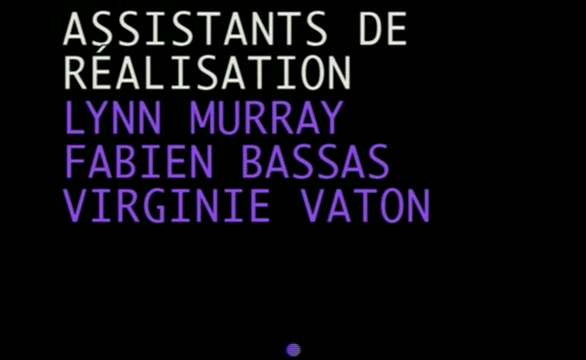 ASSISTANTS DE
RÉALISATION
LYNN MURRAY
FABIEN BASSAS
VIRGINIE VATON